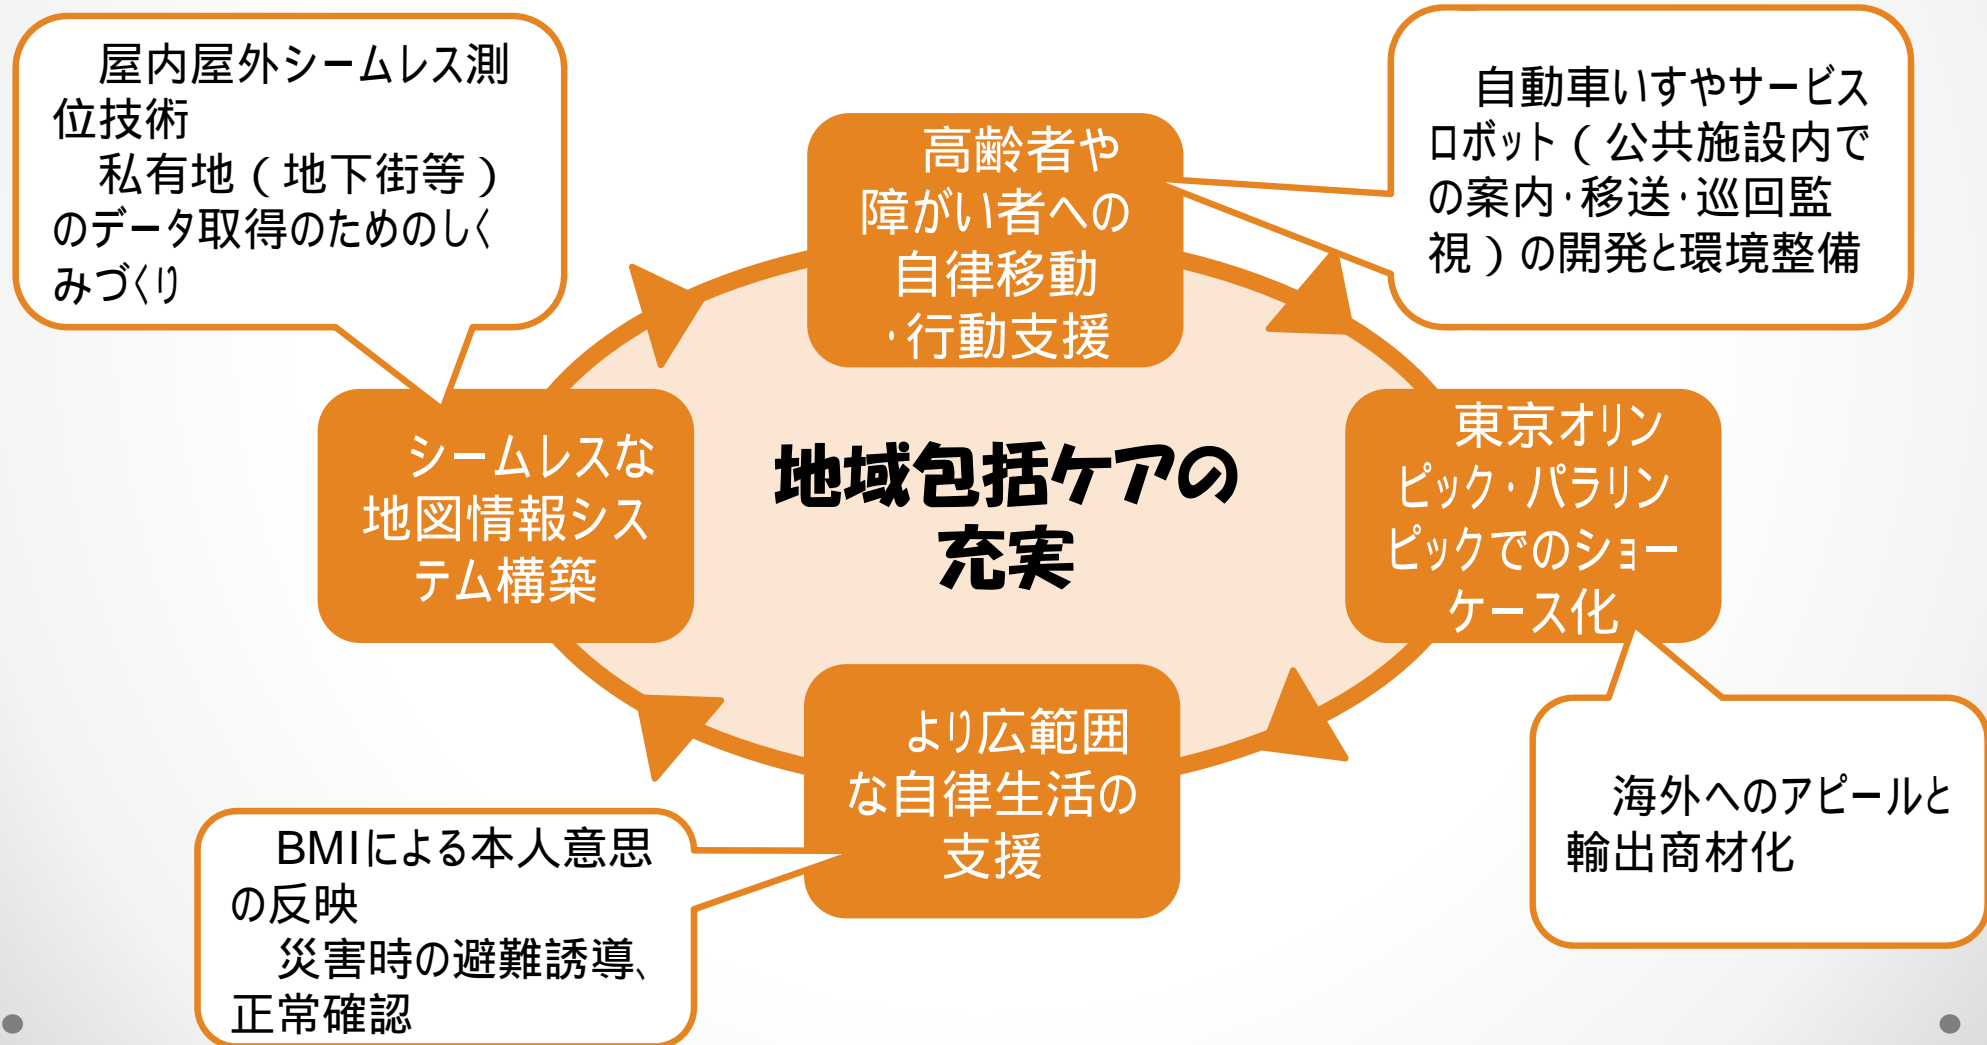 屋内屋外シームレス測
位技術
私有地（地下街等）
のデータ取得のためのしく
みづくり
高齢者や
障がい者への
自律移動
・行動支援
自動車いすやサービス
ロボット（公共施設内で
の案内・移送・巡回監
視）の開発と環境整備
シームレスな
地図情報シス
テム構築
地域包括ケアの
充実
東京オリン
ピック・パラリン
ピックでのショー
ケース化
より広範囲
な自律生活の
支援
BMIによる本人意思
の反映
災害時の避難誘導、
正常確認
海外へのアピールと
輸出商材化